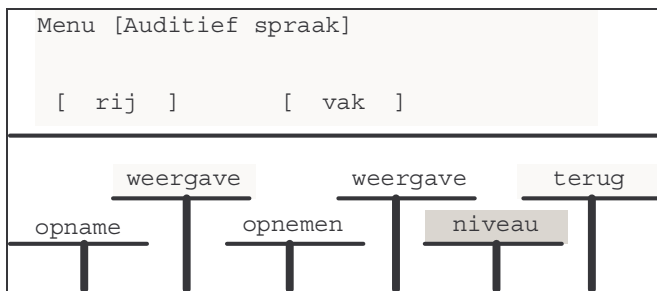 Menu [Auditief spraak]
[ rij ] [ vak ]
weergave weergave terug
opname opnemen niveau